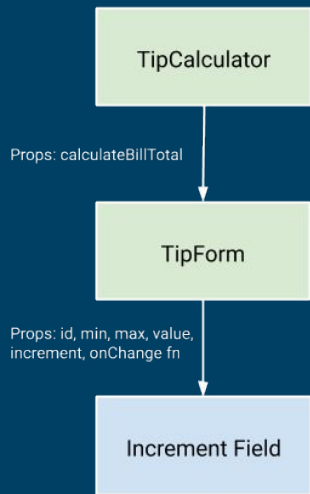 TipCalculator
Props: calculateBillTotal
TipForm
Props: id, min, max, value,
increment, onChange fn
Increment Field